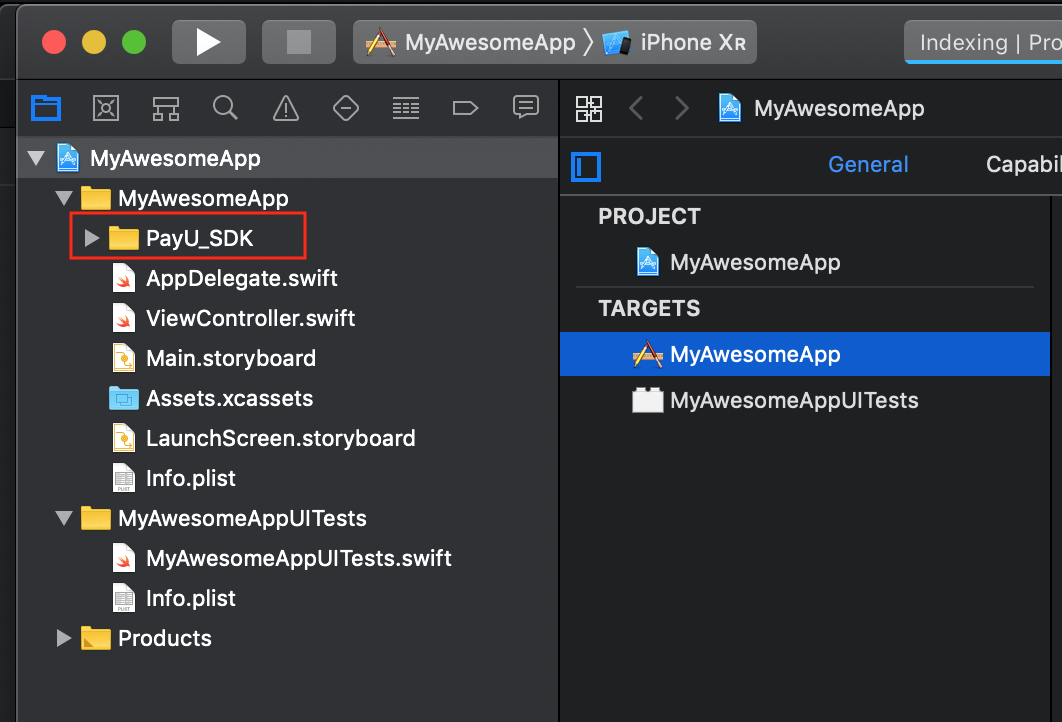 MyAwesomeApp iPhone XR
Indexing | Pro
MyAwesomeApp
MyAwesomeApp
PayU_SDK
AppDelegate.swift
ViewController.swift
Main.storyboard
Assets.xcassets
LaunchScreen.storyboard
Info.plist
MyAwesomeAppUITests
MyAwesomeAppUITests.swift
Info.plist
Products
MyAwesomeApp
General Capabil
PROJECT
MyAwesomeApp
TARGETS
MyAwesomeApp
MyAwesomeAppUITests